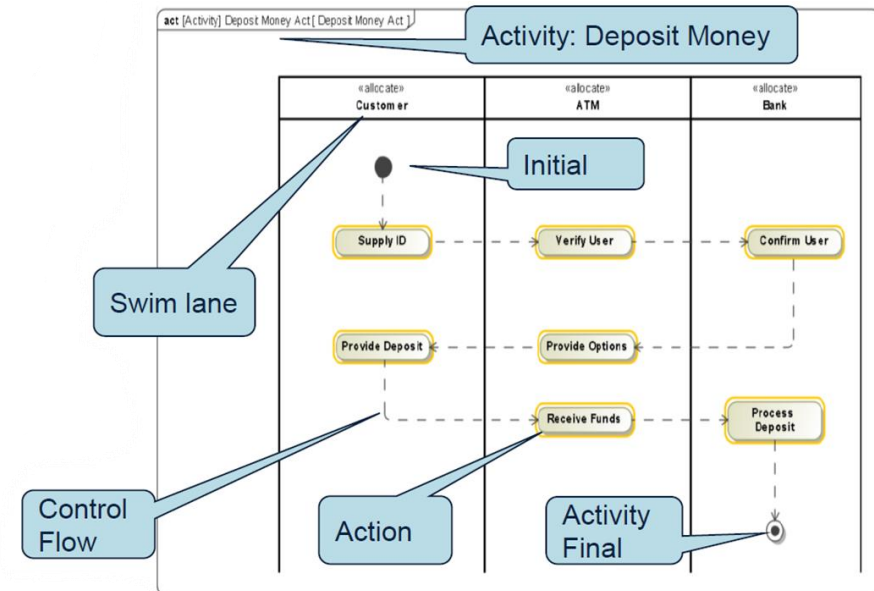 act [Activity] Deposit Money Act [ Deposit Money Act ]
Activity: Deposit Money
«allocate»
Customer
«allocate»
ATM
«allocate»
Bank
Initial
Supply ID
Verify User
Confirm User
Swim lane
Provide Deposit
Provide Options
Receive Funds
Process
Deposit
Control
Flow
Action
Activity
Final